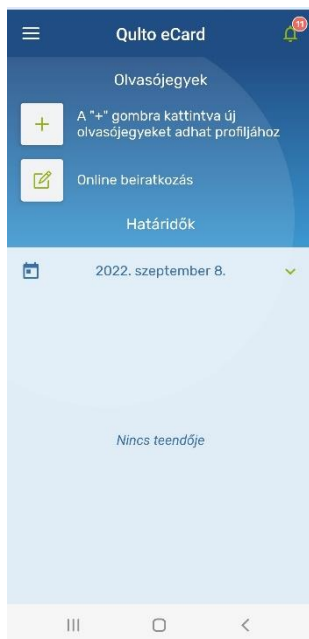 Qulto eCard
11
Olvasójegyek
A "+" gombra kattintva új
olvasójegyeket adhat profiljához
Online beiratkozás
Határidők
2022. szeptember 8.
Nincs teendője